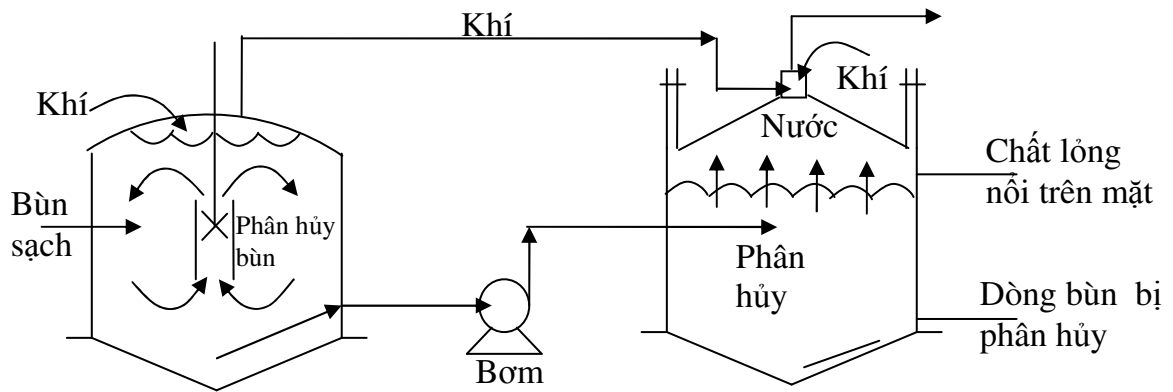 Khí
Khí
Khí
Nước
Chất lỏng
nổi trên mặt
Bùn
sạch
Phân hủy
bùn
Phân
hủy
Dòng bùn bị
phân hủy
Bơm